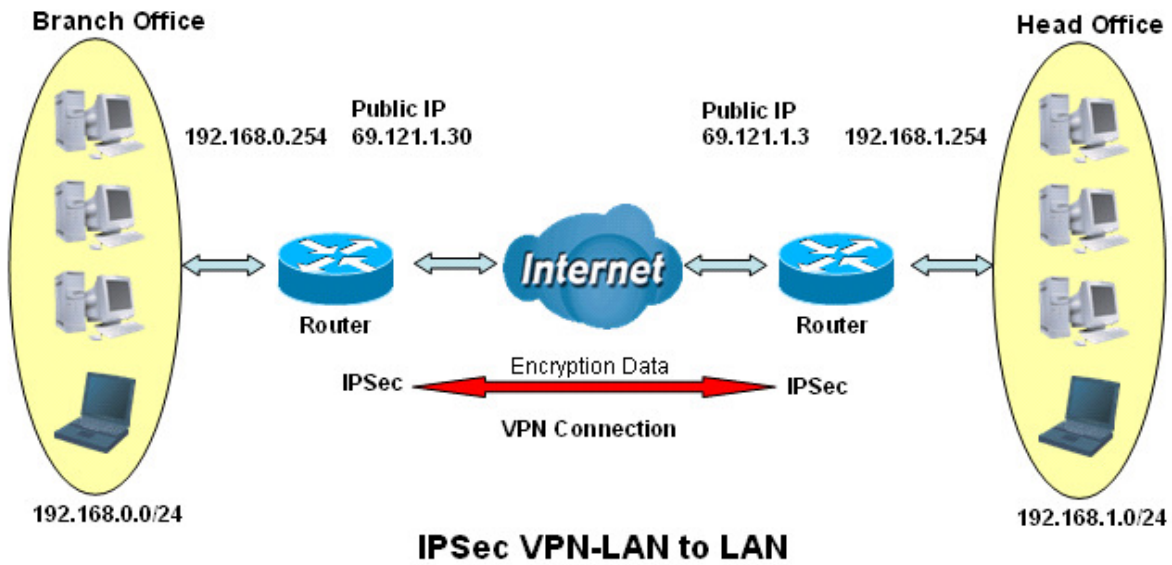 Branch Office
Head Office
Public IP
Public IP
192.168.0.254
69.121.1.30
69.121.1.3
192.168.1.254
Internet
Router
Router
Encryption Data
IPSec
IPSec
VPN Connection
192.168.0.0/24
192.168.1.0/24
IPSec VPN-LAN to LAN